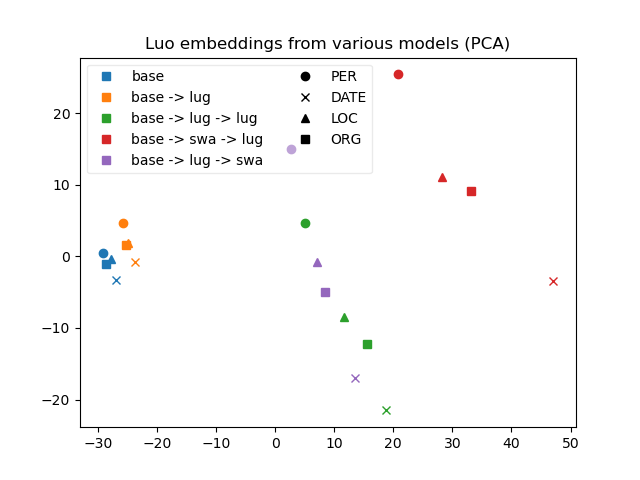 Luo embeddings from various models (PCA)
base
base -> lug
base -> lug -> lug
base -> swa -> lug
base -> lug -> swa
PER
DATE
LOC
ORG
20
10
0
−10
−20
−30
−20
−10
0
10
20
30
40
50